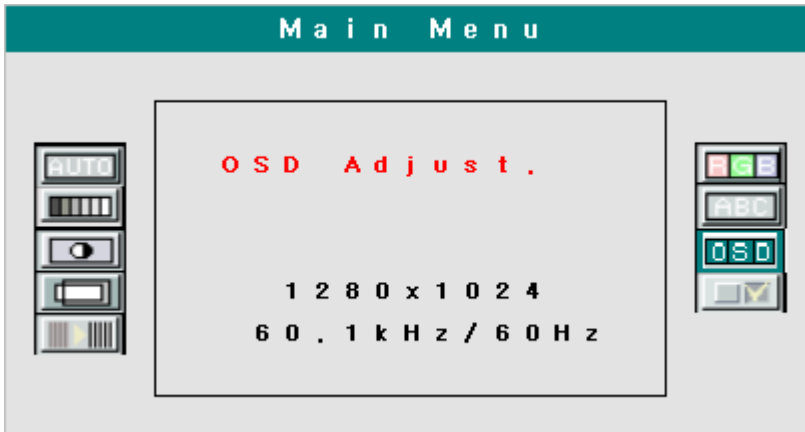 Main Menu
AUTO
OSD Adjust.
RGB
ABC
OSD
1280x1024
60.1kHz/60Hz